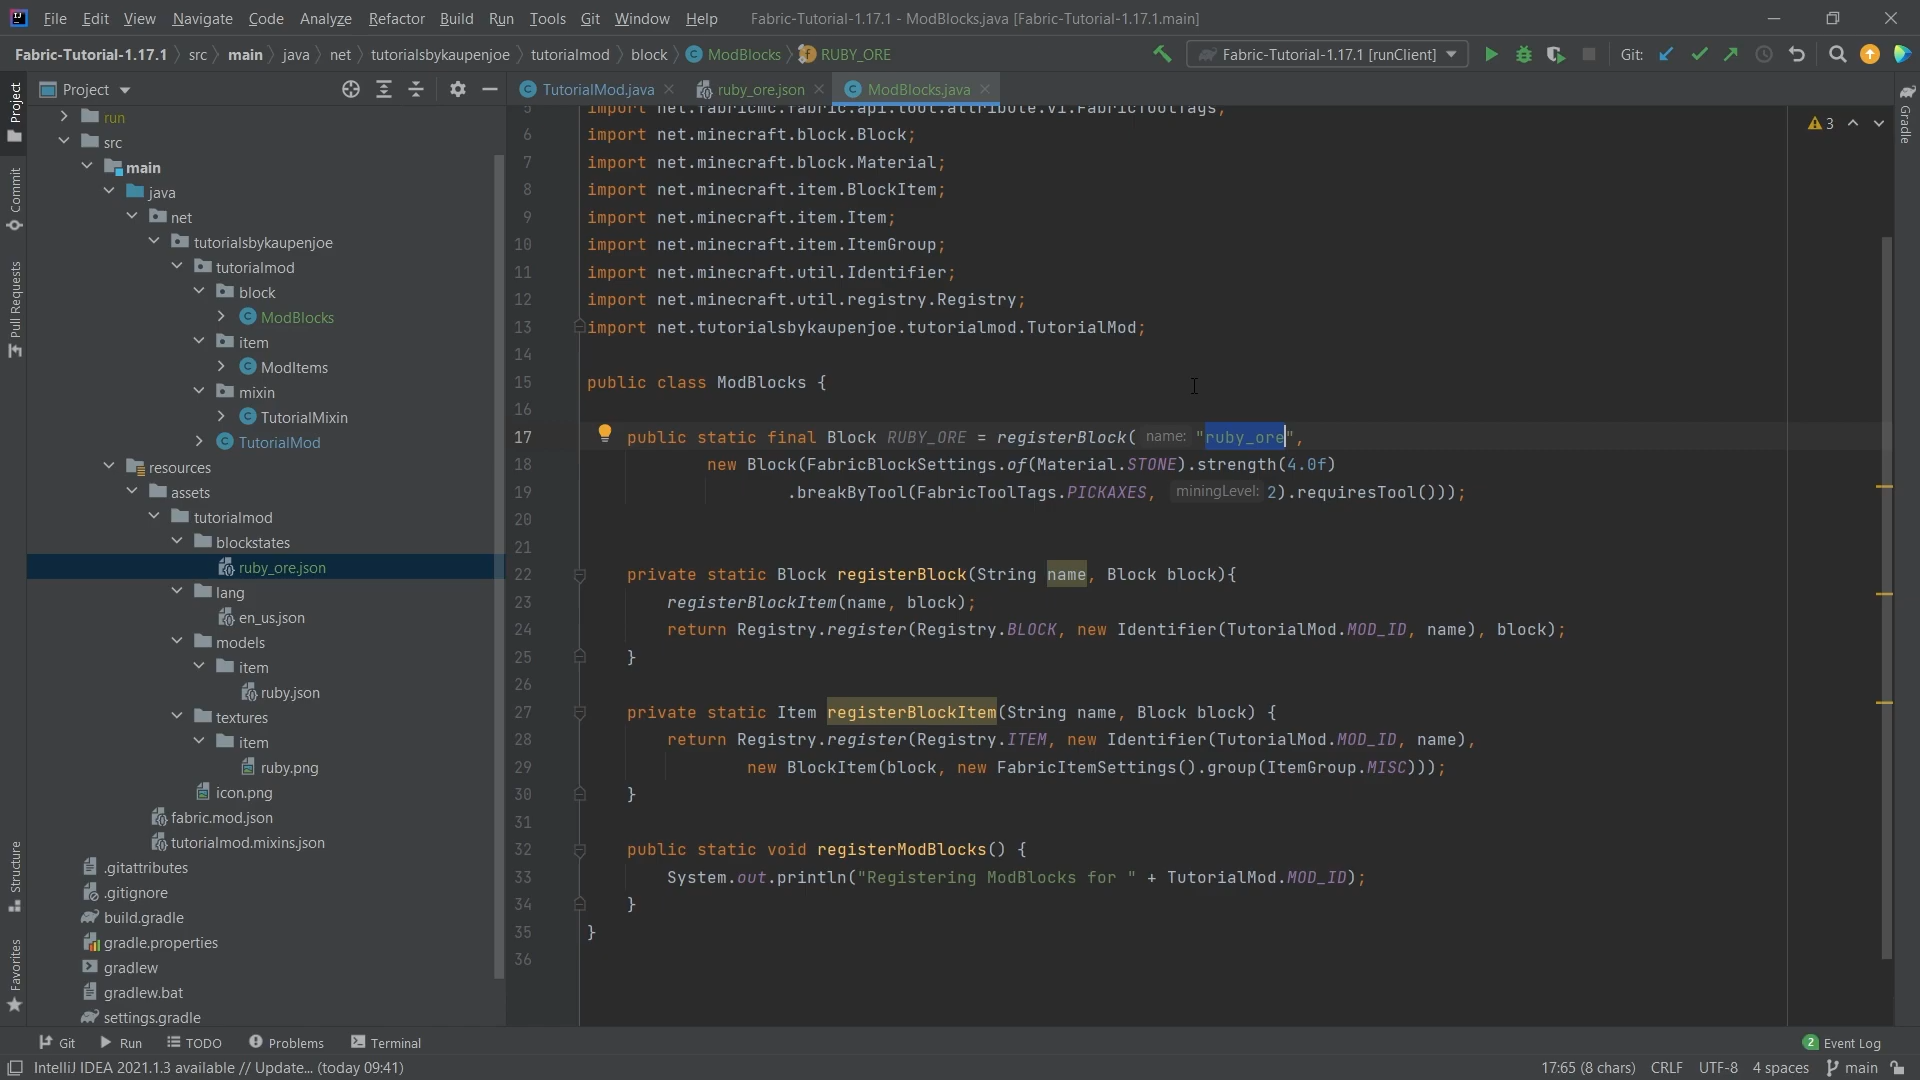 File Edit View Navigate Code Analyze Refactor Build Run Tools Git Window Help Fabric-Tutorial-1.17.1 - ModBlocks.java [Fabric-Tutorial-1.17.1.main]
Fabric-Tutorial-1.17.1 src main java net tutorialsbykaupenjoe tutorialmod block ModBlocks RUBY_ORE Fabric-Tutorial-1.17.1 [runClient] Git:
Project
TutorialMod.java ruby_ore.json ModBlocks.java
Project
Commit
Pull Requests
Structure
Favorites
run
src
main
java
net
tutorialsbykaupenjoe
tutorialmod
block
ModBlocks
item
ModItems
mixin
TutorialMixin
TutorialMod
resources
assets
tutorialmod
blockstates
ruby_ore.json
lang
en_us.json
models
item
ruby.json
textures
item
ruby.png
icon.png
fabric.mod.json
tutorialmod.mixins.json
.gitattributes
.gitignore
build.gradle
gradle.properties
gradlew
gradlew.bat
settings.gradle
5 import net.fabricmc.fabric.api.tool.attribute.v1.FabricToolTags;
6 import net.minecraft.block.Block;
7 import net.minecraft.block.Material;
8 import net.minecraft.item.BlockItem;
9 import net.minecraft.item.Item;
10 import net.minecraft.item.ItemGroup;
11 import net.minecraft.util.Identifier;
12 import net.minecraft.util.registry.Registry;
13 import net.tutorialsbykaupenjoe.tutorialmod.TutorialMod;
14
15 public class ModBlocks {
16
17 public static final Block RUBY_ORE = registerBlock( name: "ruby_ore",
18 new Block(FabricBlockSettings.of(Material.STONE).strength(4.0f)
19 .breakByTool(FabricToolTags.PICKAXES, miningLevel: 2).requiresTool()));
20
21
22 private static Block registerBlock(String name, Block block){
23 registerBlockItem(name, block);
24 return Registry.register(Registry.BLOCK, new Identifier(TutorialMod.MOD_ID, name), block);
25 }
26
27 private static Item registerBlockItem(String name, Block block) {
28 return Registry.register(Registry.ITEM, new Identifier(TutorialMod.MOD_ID, name),
29 new BlockItem(block, new FabricItemSettings().group(ItemGroup.MISC)));
30 }
31
32 public static void registerModBlocks() {
33 System.out.println("Registering ModBlocks for " + TutorialMod.MOD_ID);
34 }
35 }
36
3
Gradle
Git Run TODO Problems Terminal 2 Event Log
IntelliJ IDEA 2021.1.3 available // Update... (today 09:41) 17:65 (8 chars) CRLF UTF-8 4 spaces main